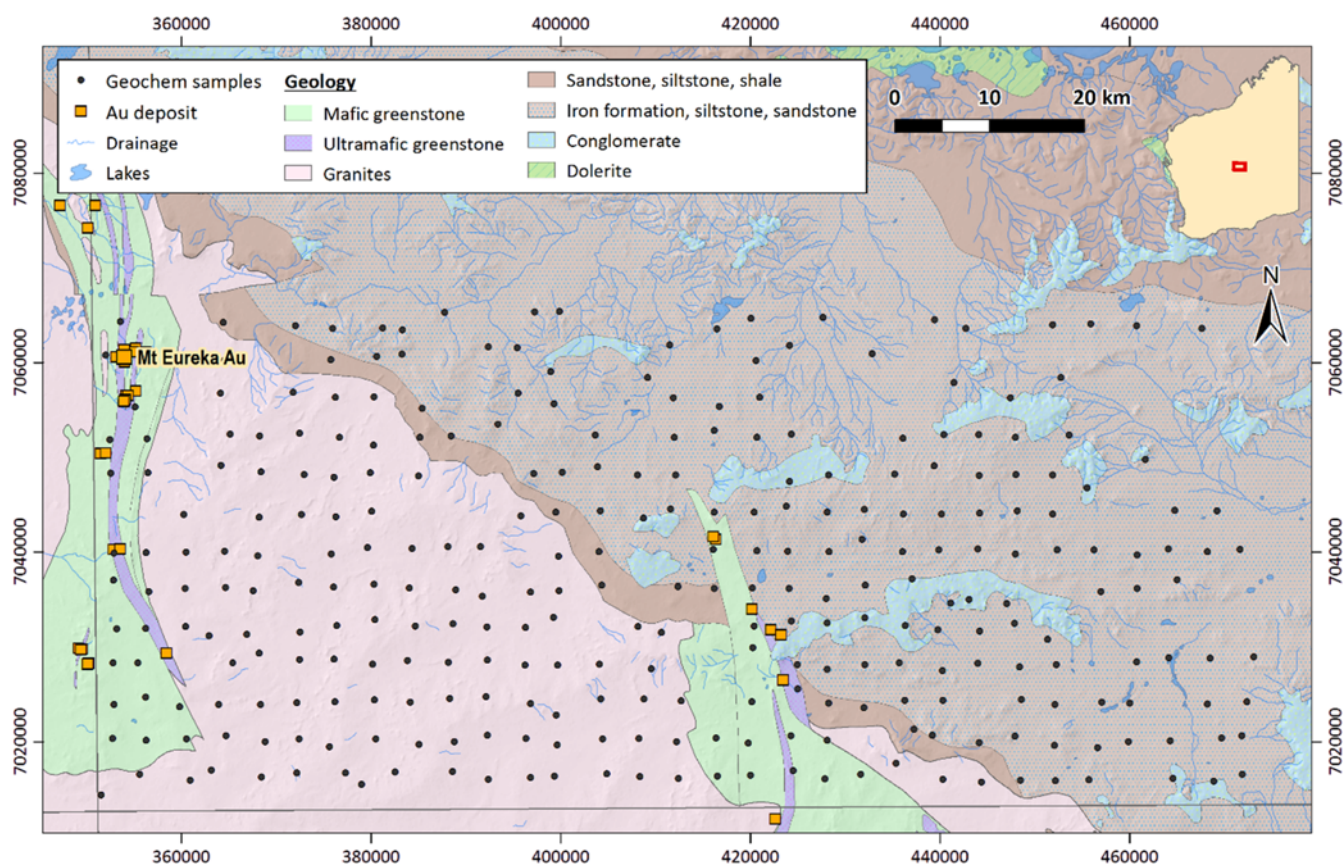 360000 380000 400000 420000 440000 460000
Geochem samples
Au deposit
Drainage
Lakes
Geology
Mafic greenstone
Ultramafic greenstone
Granites
Sandstone, siltstone, shale
Iron formation, siltstone, sandstone
Conglomerate
Dolerite
0 10 20 km
N
7080000 7080000
7060000 7060000
Mt Eureka Au
7040000 7040000
7020000 7020000
360000 380000 400000 420000 440000 460000